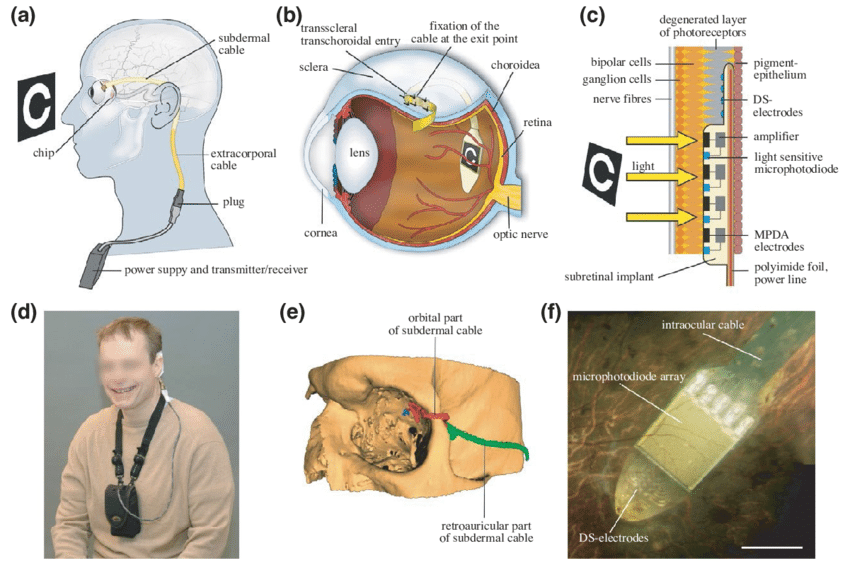 (a)
subdermal
cable
C
chip
extracorporal
cable
plug
power suppy and transmitter/receiver
(b)
transscleral
transchoroidal entry
fixation of the
cable at the exit point
sclera
choroidea
retina
lens
C
cornea
optic nerve
(c)
degenerated layer
of photoreceptors
bipolar cells
ganglion cells
nerve fibres
pigment-
epithelium
DS-
electrodes
amplifier
light sensitive
microphotodiode
C
light
MPDA
electrodes
subretinal implant
polyimide foil,
power line
(d)
(e)
orbital part
of subdermal cable
retroauricular part
of subdermal cable
(f)
intraocular cable
microphotodiode array
DS-electrodes